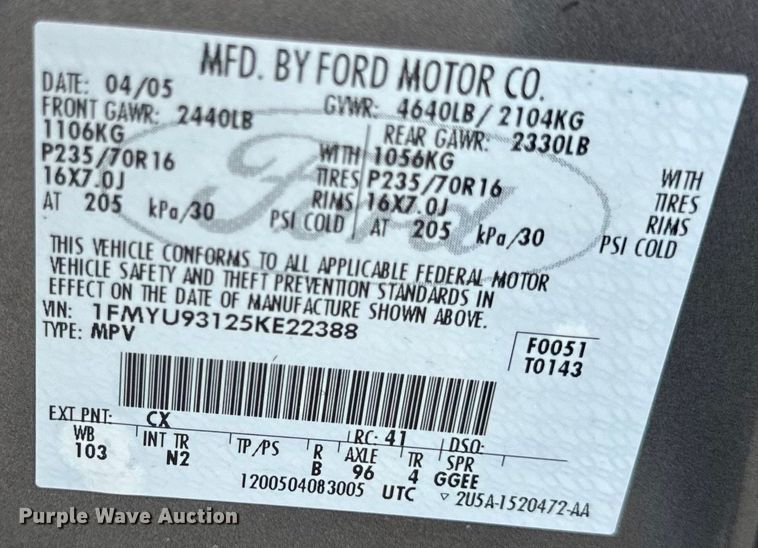 MFD. BY FORD MOTOR CO.
DATE: 04/05 GVWR: 4640LB/ 2104KG
FRONT GAWR: 2440LB REAR GAWR: 2330LB
1106KG WITH 1056KG WITH
P235/70R16 TIRES P235/70R16 TIRES
16X7.0J RIMS 16X7.0J RIMS
AT 205 kPa/30 PSI COLD AT 205 kPa/30 PSI COLD
Ford
THIS VEHICLE CONFORMS TO ALL APPLICABLE FEDERAL MOTOR
VEHICLE SAFETY AND THEFT PREVENTION STANDARDS IN
EFFECT ON THE DATE OF MANUFACTURE SHOWN ABOVE.
VIN: 1FMYU93125KE22388
TYPE: MPV
F0051
T0143
EXT PNT: CX RC: 41 DSO:
WB INT TR TP/PS R AXLE TR SPR
103 N2 B 96 4 GGEE
1200504083005 UTC ▽ 2U5A-1520472-AA
Purple Wave Auction